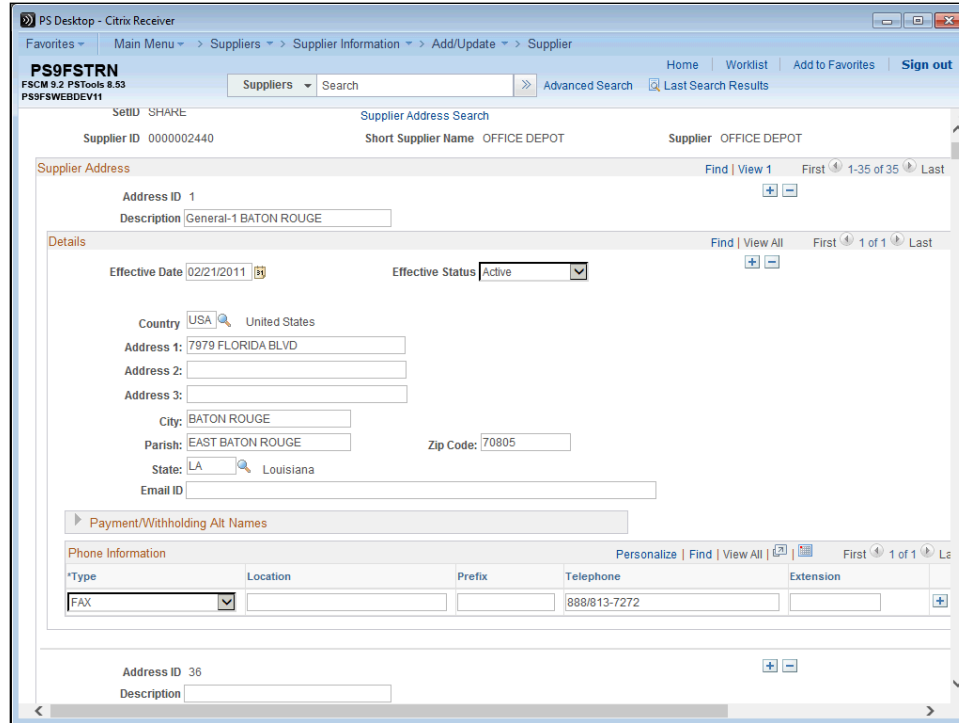 PS Desktop - Citrix Receiver
Favorites Main Menu > Suppliers > Supplier Information > Add/Update > Supplier
PS9FSTRN
FSCM 9.2 PSTools 8.53
PS9FSWEBDEV11
Home Worklist Add to Favorites Sign out
Suppliers Search >> Advanced Search Last Search Results
SetID SHARE Supplier Address Search
Supplier ID 0000002440 Short Supplier Name OFFICE DEPOT Supplier OFFICE DEPOT
Supplier Address Find | View 1 First 1-35 of 35 Last
Address ID 1
Description General-1 BATON ROUGE
Details Find | View All First 1 of 1 Last
Effective Date 02/21/2011 Effective Status Active
Country USA United States
Address 1: 7979 FLORIDA BLVD
Address 2:
Address 3:
City: BATON ROUGE
Parish: EAST BATON ROUGE Zip Code: 70805
State: LA Louisiana
Email ID
Payment/Withholding Alt Names
Phone Information Personalize | Find | View All | First 1 of 1 La
*Type Location Prefix Telephone Extension
FAX 888/813-7272
Address ID 36
Description